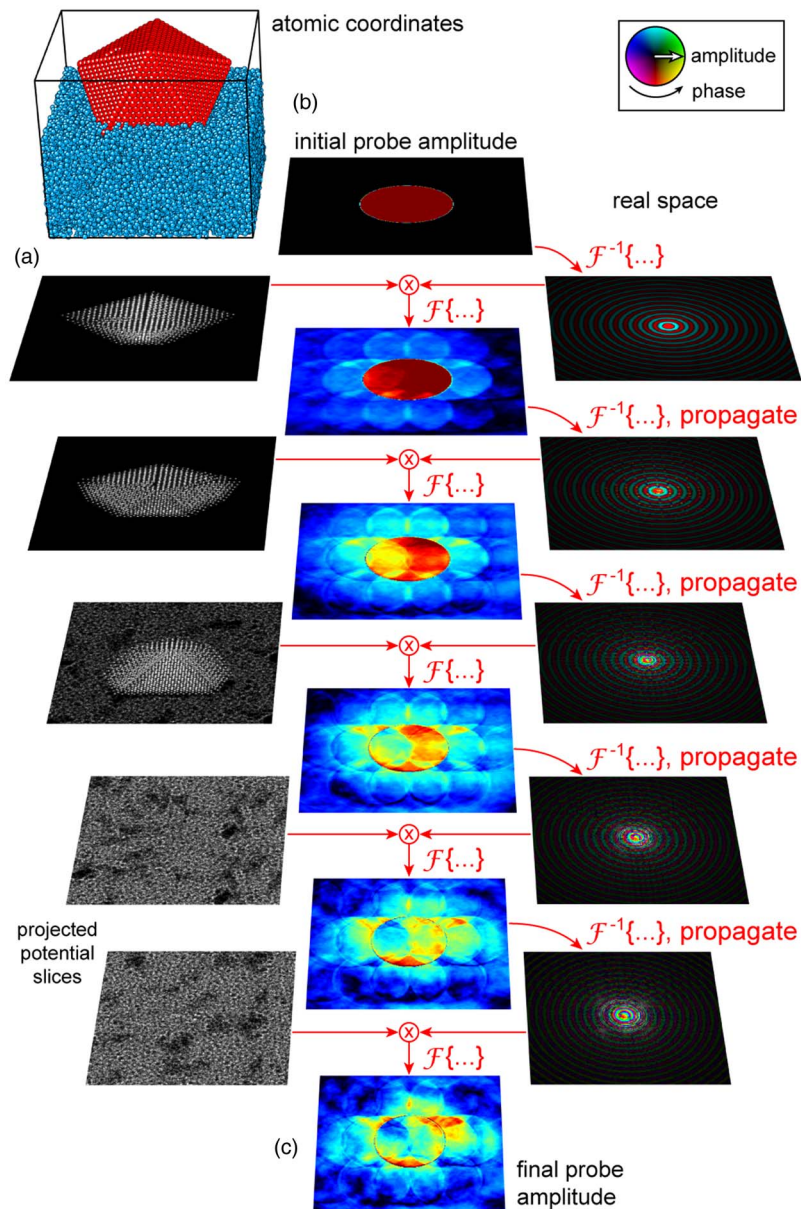 atomic coordinates
amplitude
phase
(b)
initial probe amplitude
real space
(a)
ℱ⁻¹{...}
ⓧ
ℱ{...}
ℱ⁻¹{...}, propagate
ⓧ
ℱ{...}
ℱ⁻¹{...}, propagate
ⓧ
ℱ{...}
ℱ⁻¹{...}, propagate
ⓧ
ℱ{...}
projected
potential
slices
ℱ⁻¹{...}, propagate
ⓧ
ℱ{...}
(c)
final probe
amplitude